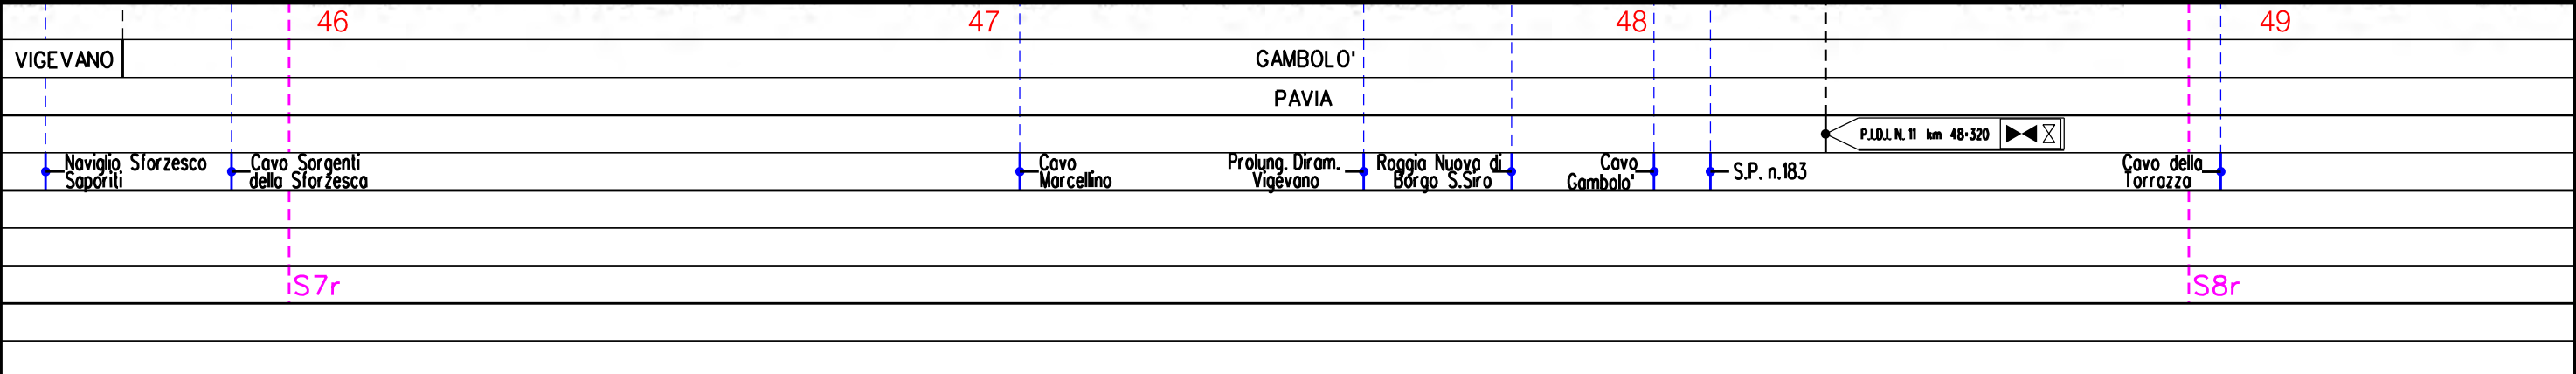 46 47 48 49
VIGEVANO GAMBOLO'
PAVIA
P.I.D.I. N. 11 km 48+320
Naviglio Sforzesco
Saporiti
Cavo Sorgenti
della Sforzesca
Cavo
Marcellino
Prolung. Diram.
Vigevano
Roggia Nuova di
Borgo S.Siro
Cavo
Gambolo'
S.P. n.183
Cavo della
Torrazza
S7r S8r